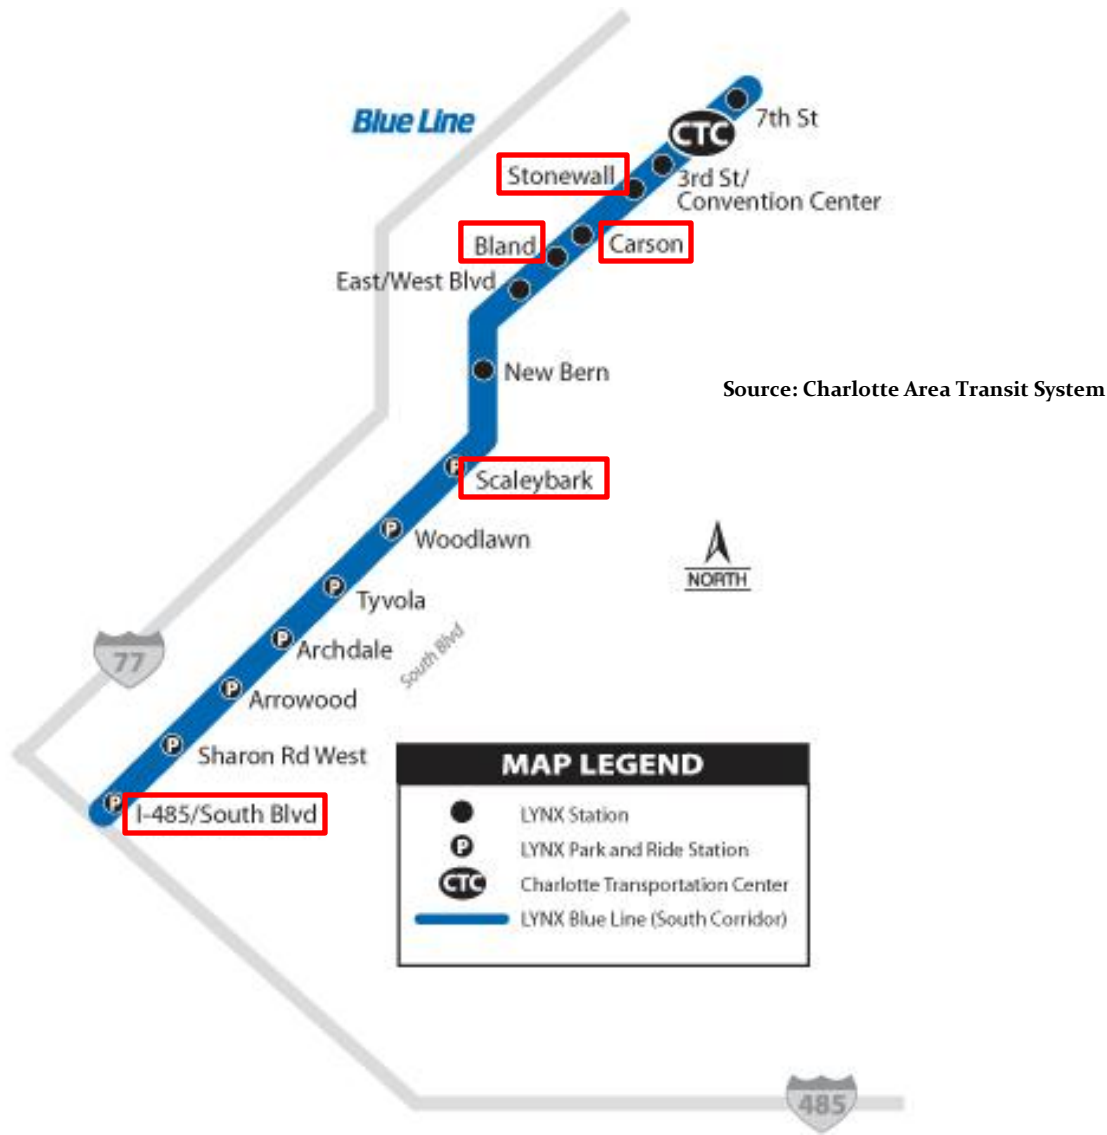 Blue Line
7th St
CTC
Stonewall
3rd St/
Convention Center
Bland
Carson
East/West Blvd
New Bern
Source: Charlotte Area Transit System
P
Scaleybark
P
Woodlawn
NORTH
P
Tyvola
P
Archdale
South Blvd
77
P
Arrowood
P
Sharon Rd West
P
I-485/South Blvd
MAP LEGEND
LYNX Station
P LYNX Park and Ride Station
CTC Charlotte Transportation Center
LYNX Blue Line (South Corridor)
485